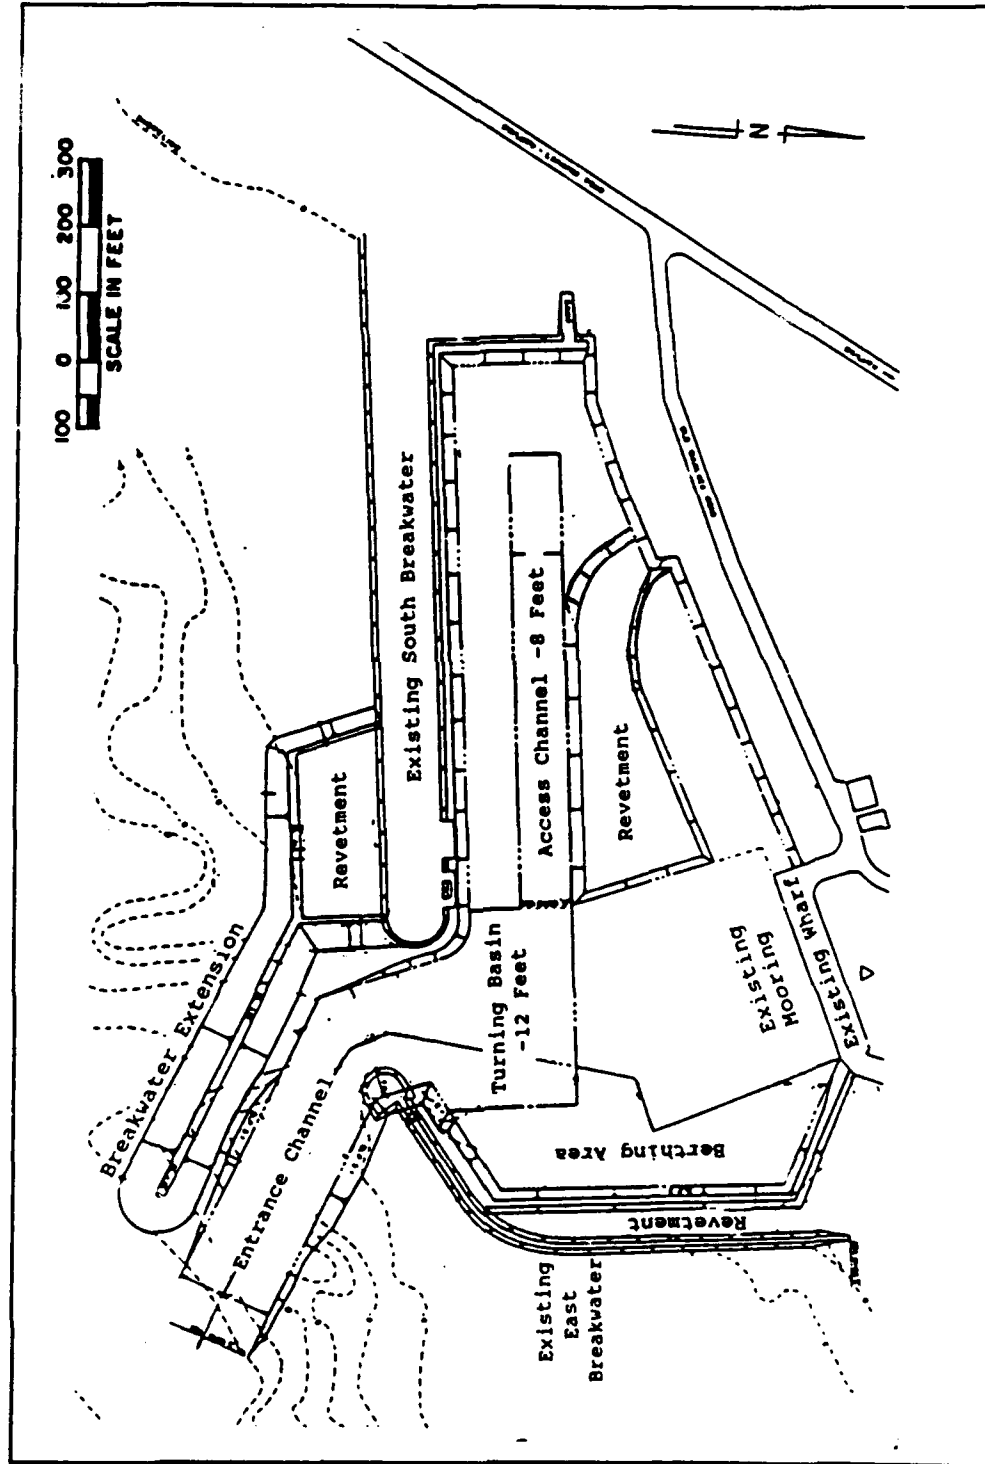 100 0 100 200 300
SCALE IN FEET
N
Breakwater Extension
Revetment
Existing South Breakwater
Entrance Channel
Access Channel -8 Feet
Turning Basin
-12 Feet
Revetment
Existing
Mooring
Existing Wharf
Berthing Area
Revetment
Existing
East
Breakwater